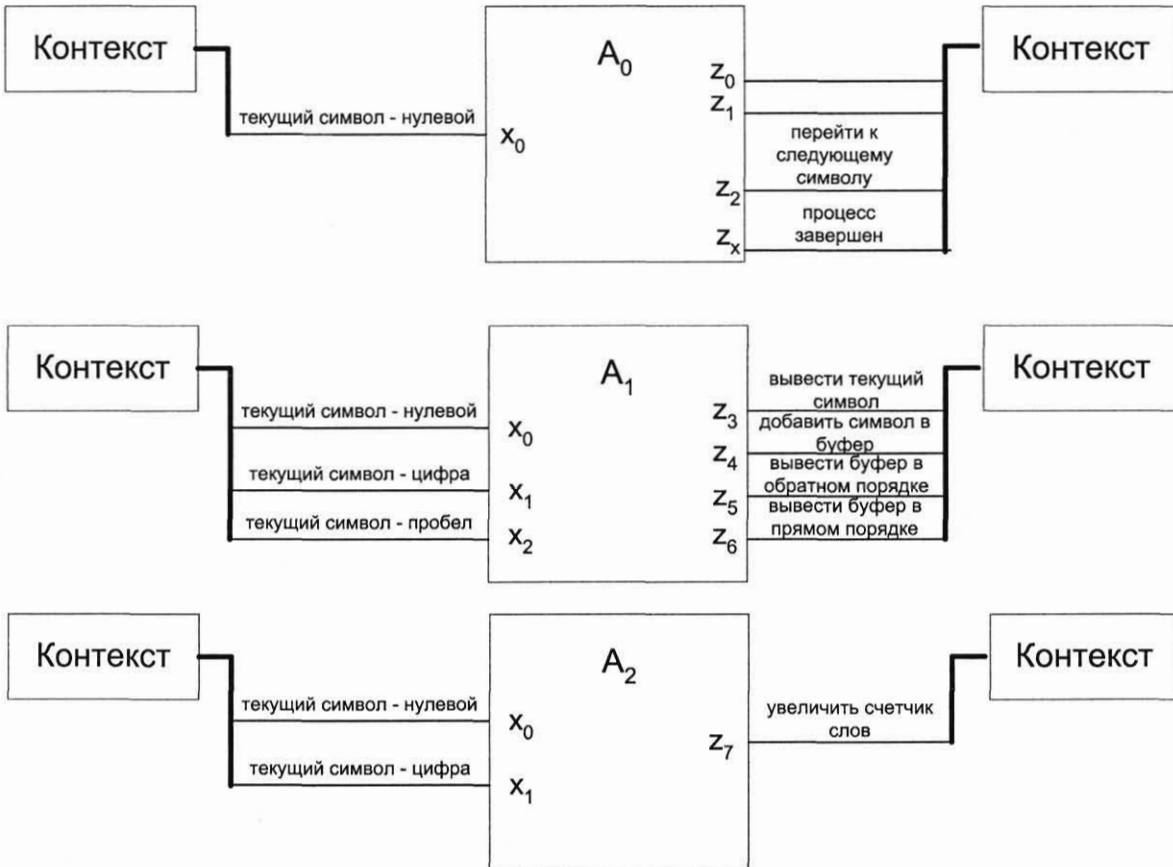 Контекст
A0
Контекст
z0
z1
текущий символ - нулевой
x0
перейти к
следующему
символу
z2
процесс
завершен
zx
Контекст
A1
Контекст
вывести текущий
символ
текущий символ - нулевой
x0
z3
добавить символ в
буфер
z4
вывести буфер в
обратном порядке
текущий символ - цифра
x1
z5
вывести буфер в
прямом порядке
текущий символ - пробел
x2
z6
Контекст
A2
Контекст
текущий символ - нулевой
x0
увеличить счетчик
слов
z7
текущий символ - цифра
x1